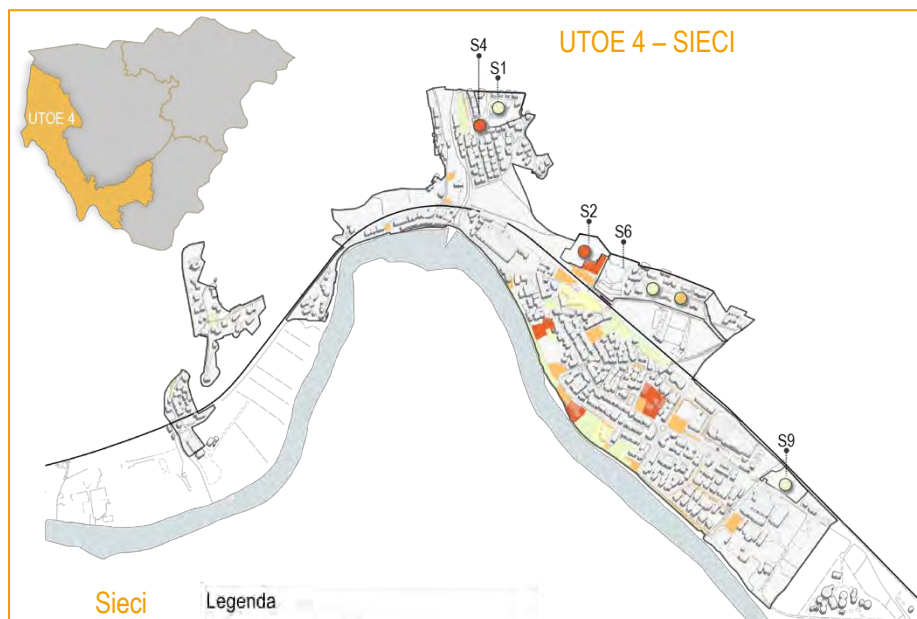 UTOE 4 – SIECI
UTOE 4
S4
S1
S2
S6
S9
Sieci
Legenda